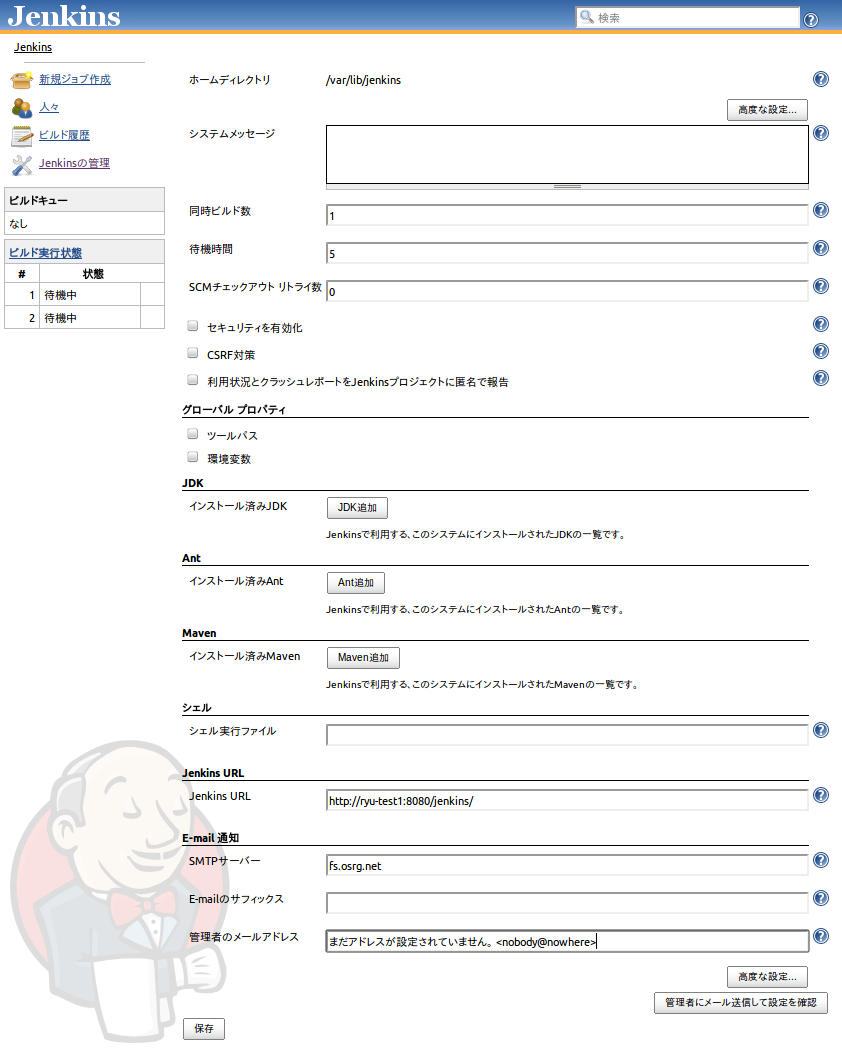 Jenkins
検索
Jenkins
新規ジョブ作成
人々
ビルド履歴
Jenkinsの管理
ビルドキュー
なし
ビルド実行状態
# 状態
1 待機中
2 待機中
ホームディレクトリ /var/lib/jenkins
高度な設定...
システムメッセージ
同時ビルド数 1
待機時間 5
SCMチェックアウト リトライ数 0
セキュリティを有効化
CSRF対策
利用状況とクラッシュレポートをJenkinsプロジェクトに匿名で報告
グローバル プロパティ
ツールパス
環境変数
JDK
インストール済みJDK JDK追加
Jenkinsで利用する、このシステムにインストールされたJDKの一覧です。
Ant
インストール済みAnt Ant追加
Jenkinsで利用する、このシステムにインストールされたAntの一覧です。
Maven
インストール済みMaven Maven追加
Jenkinsで利用する、このシステムにインストールされたMavenの一覧です。
シェル
シェル実行ファイル
Jenkins URL
Jenkins URL http://ryu-test1:8080/jenkins/
E-mail 通知
SMTPサーバー fs.osrg.net
E-mailのサフィックス
管理者のメールアドレス まだアドレスが設定されていません。 <nobody@nowhere>
高度な設定...
管理者にメール送信して設定を確認
保存